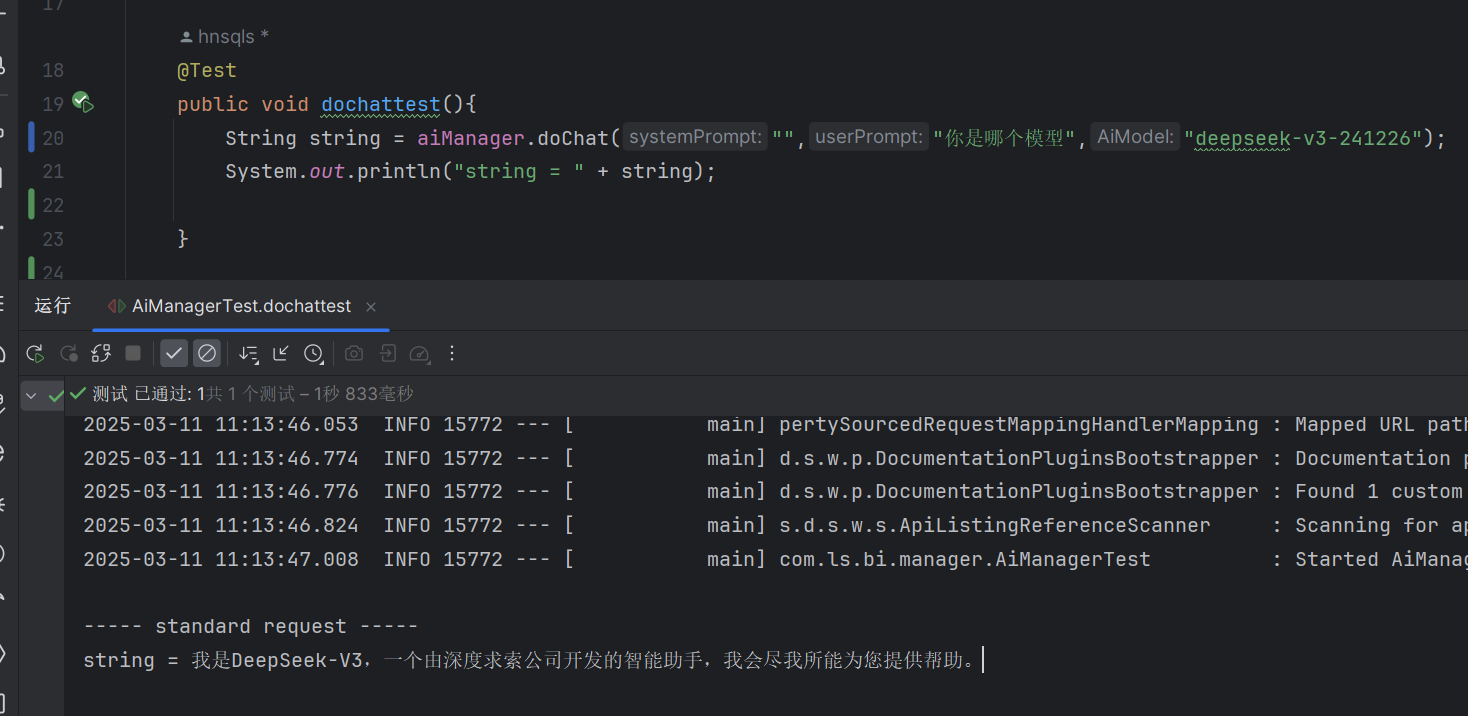 17
hnsqls *
18 @Test
19 public void dochattest(){
20 String string = aiManager.doChat( systemPrompt: "", userPrompt: "你是哪个模型", AiModel: "deepseek-v3-241226");
21 System.out.println("string = " + string);
22
23 }
24
运行 AiManagerTest.dochattest ×
测试 已通过: 1共 1 个测试 – 1秒 833毫秒
2025-03-11 11:13:46.053 INFO 15772 --- [ main] pertySourcedRequestMappingHandlerMapping : Mapped URL path
2025-03-11 11:13:46.774 INFO 15772 --- [ main] d.s.w.p.DocumentationPluginsBootstrapper : Documentation p
2025-03-11 11:13:46.776 INFO 15772 --- [ main] d.s.w.p.DocumentationPluginsBootstrapper : Found 1 custom
2025-03-11 11:13:46.824 INFO 15772 --- [ main] s.d.s.w.s.ApiListingReferenceScanner : Scanning for ap
2025-03-11 11:13:47.008 INFO 15772 --- [ main] com.ls.bi.manager.AiManagerTest : Started AiManag
----- standard request -----
string = 我是DeepSeek-V3，一个由深度求索公司开发的智能助手，我会尽我所能为您提供帮助。